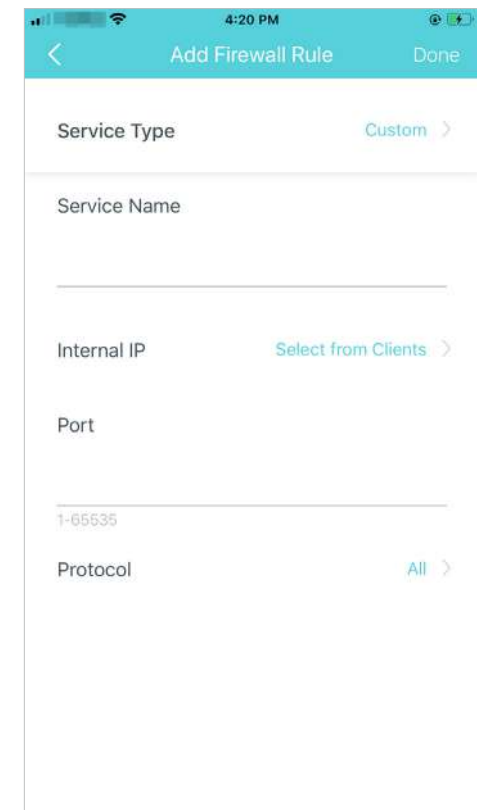 4:20 PM
Add Firewall Rule Done
Service Type Custom
Service Name
Internal IP Select from Clients
Port
1-65535
Protocol All